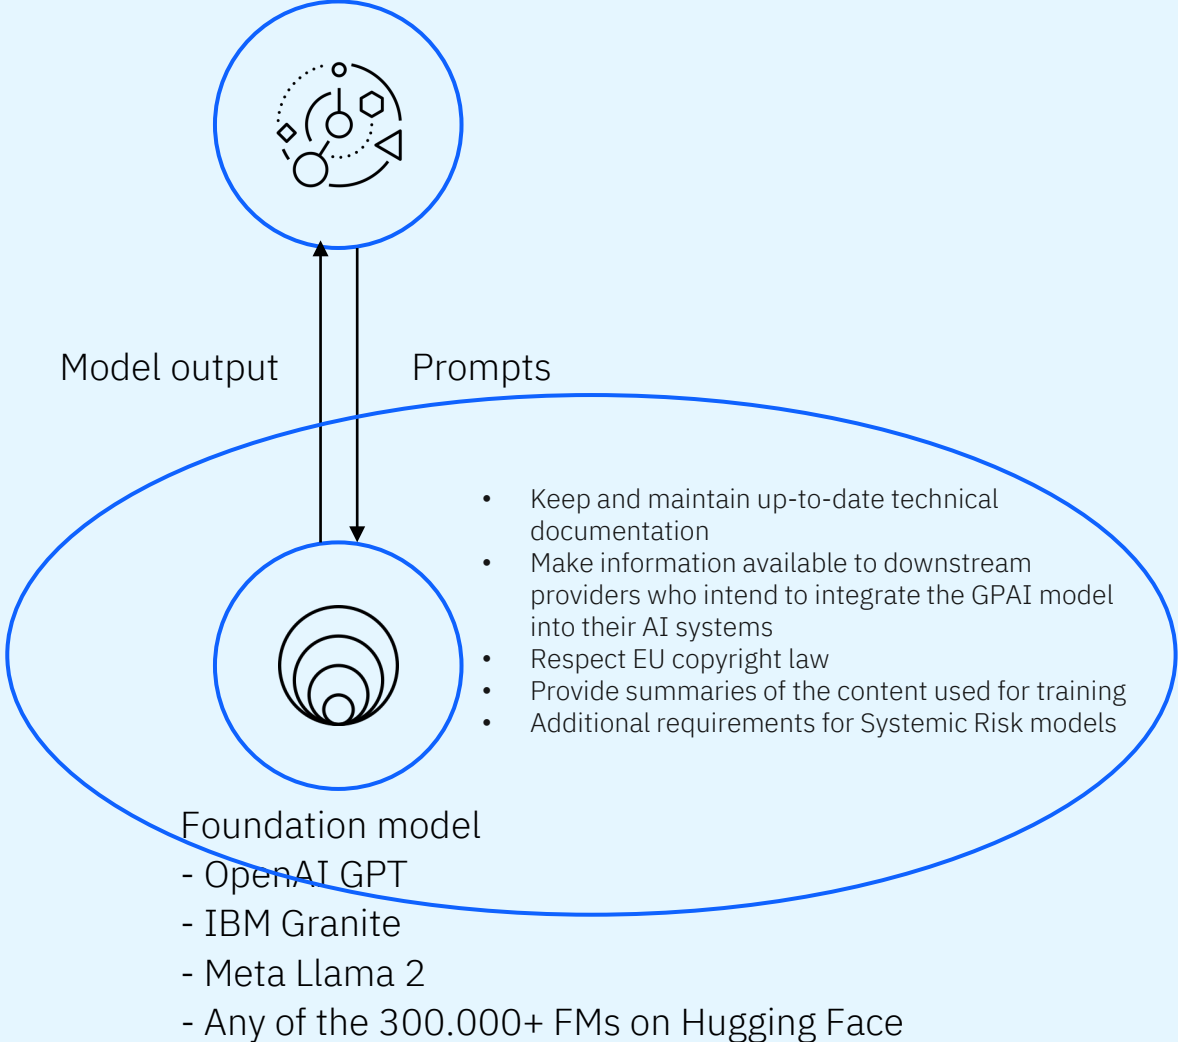 Model output
Prompts
• Keep and maintain up-to-date technical
documentation
• Make information available to downstream
providers who intend to integrate the GPAI model
into their AI systems
• Respect EU copyright law
• Provide summaries of the content used for training
• Additional requirements for Systemic Risk models
Foundation model
- OpenAI GPT
- IBM Granite
- Meta Llama 2
- Any of the 300.000+ FMs on Hugging Face